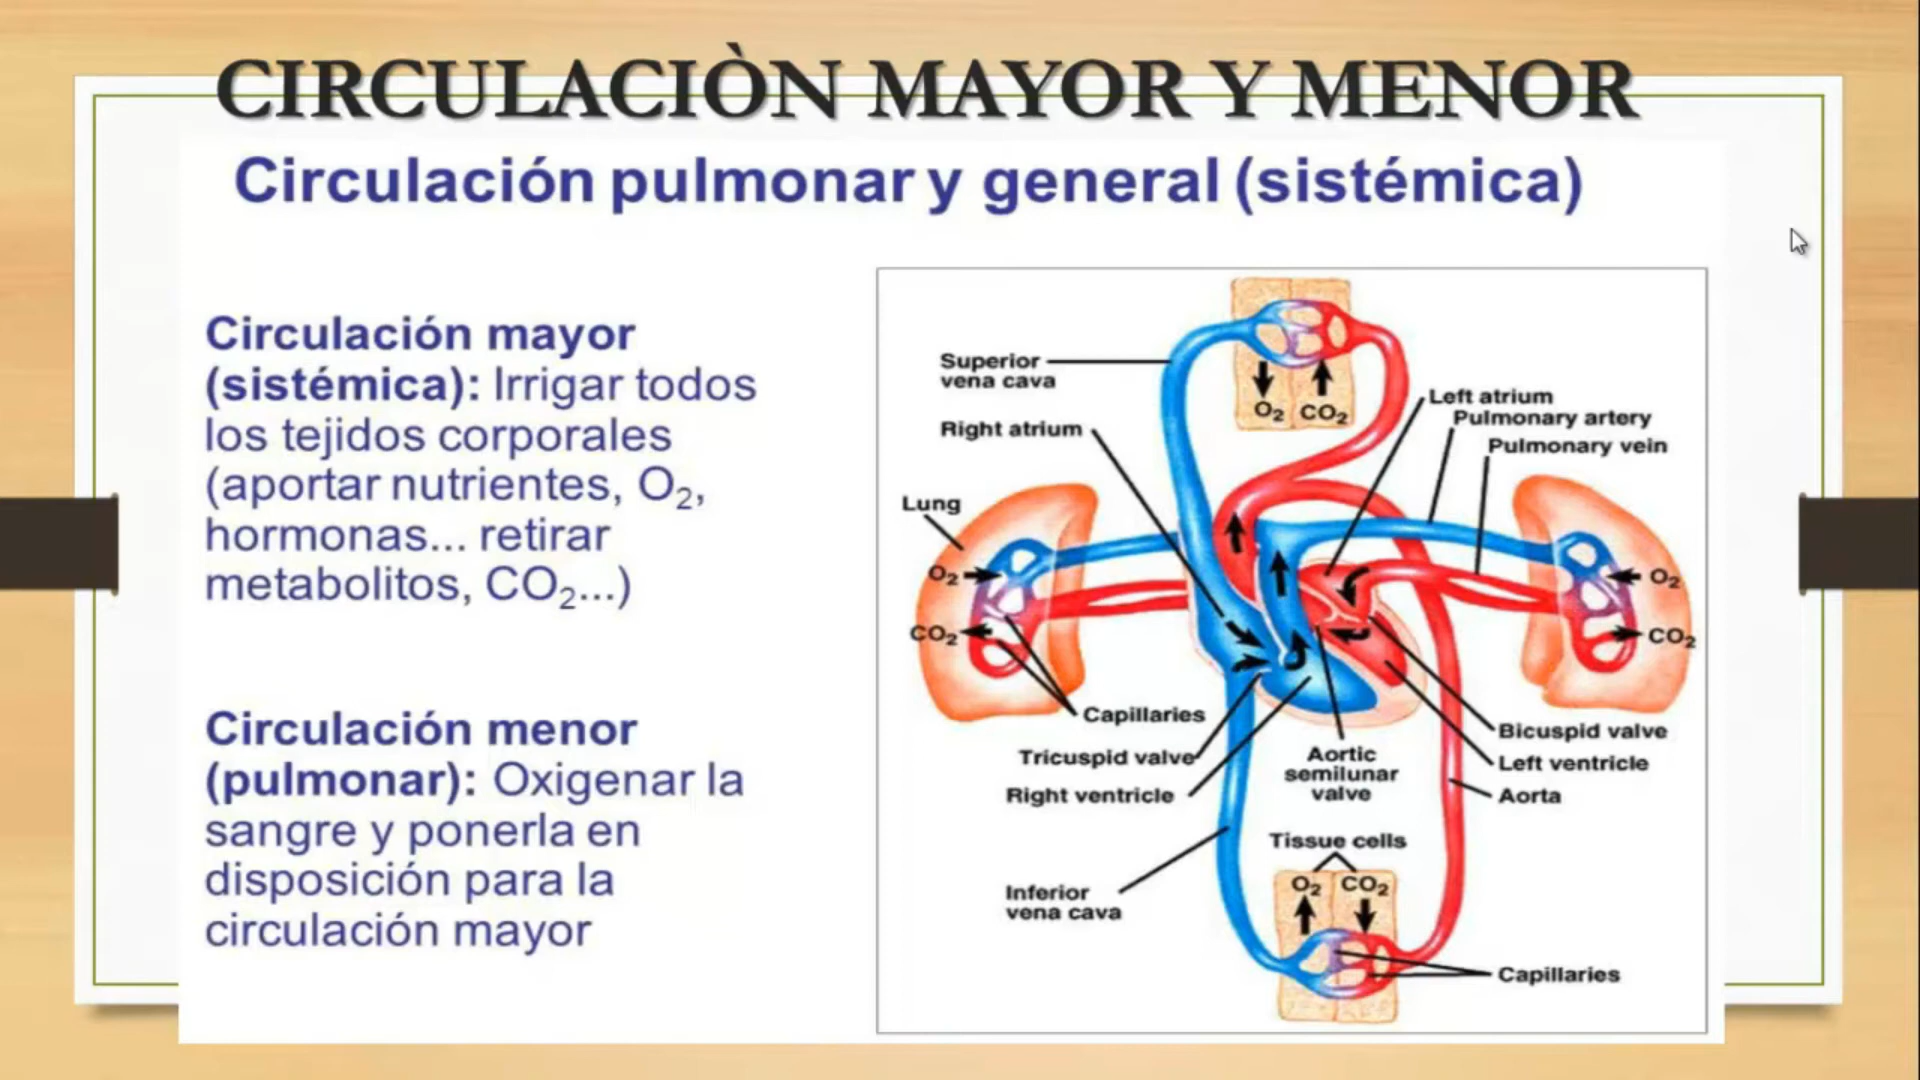 CIRCULACIÒN MAYOR Y MENOR
Circulación pulmonar y general (sistémica)
Circulación mayor
(sistémica): Irrigar todos
los tejidos corporales
(aportar nutrientes, O₂,
hormonas... retirar
metabolitos, CO₂...)
Circulación menor
(pulmonar): Oxigenar la
sangre y ponerla en
disposición para la
circulación mayor
Superior
vena cava
Right atrium
Lung
O₂ CO₂
Left atrium
Pulmonary artery
Pulmonary vein
O₂
CO₂
O₂
CO₂
Capillaries
Tricuspid valve
Right ventricle
Aortic
semilunar
valve
Bicuspid valve
Left ventricle
Aorta
Tissue cells
O₂ CO₂
Inferior
vena cava
Capillaries